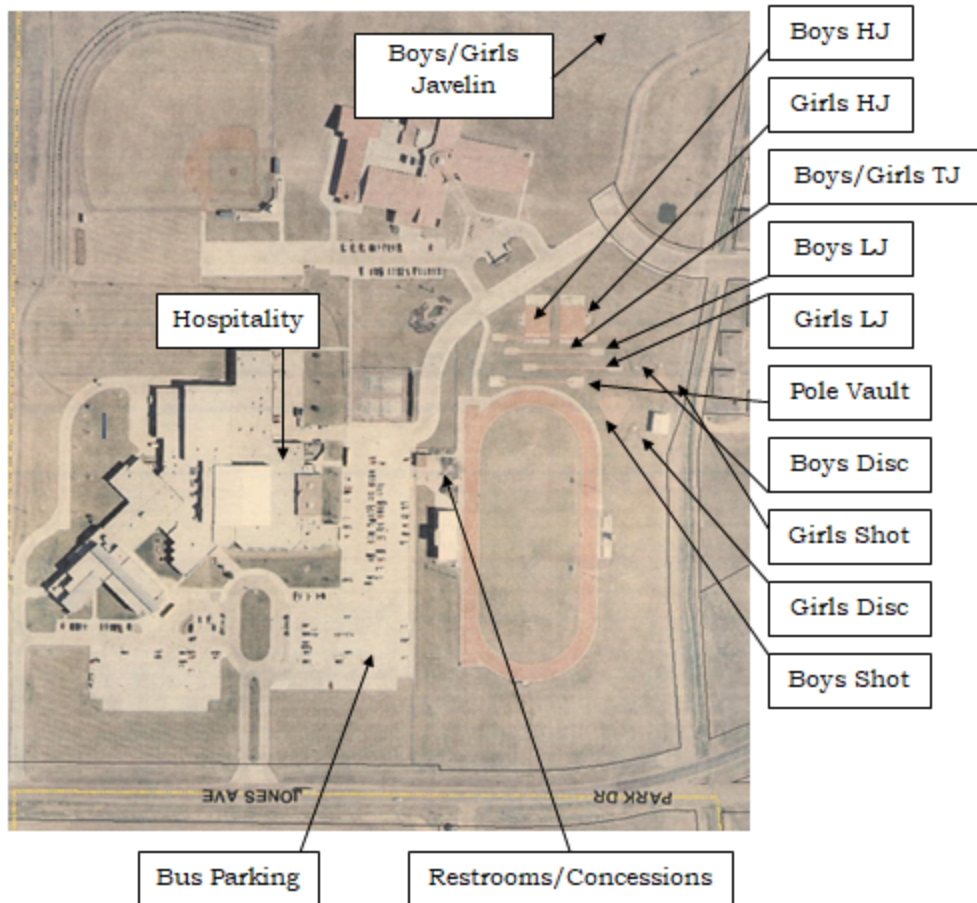 Boys/Girls
Javelin
Boys HJ
Girls HJ
Boys/Girls TJ
Boys LJ
Girls LJ
Hospitality
Pole Vault
Boys Disc
Girls Shot
Girls Disc
Boys Shot
JONES AVE
PARK DR
Bus Parking
Restrooms/Concessions